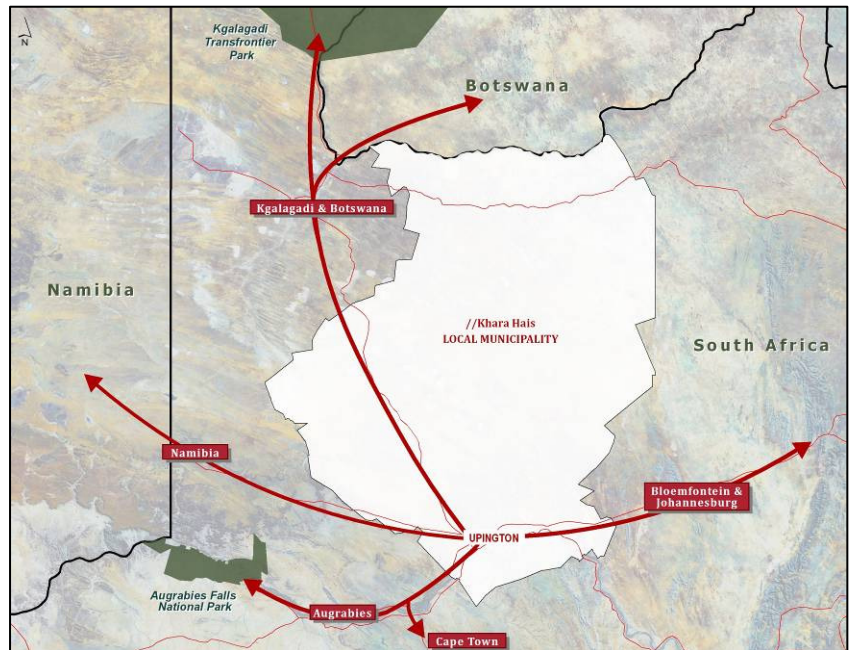 N
Kgalagadi
Transfrontier
Park
Botswana
Kgalagadi & Botswana
Namibia
//Khara Hais
LOCAL MUNICIPALITY
South Africa
Namibia
Bloemfontein &
Johannesburg
UPINGTON
Augrabies Falls
National Park
Augrabies
Cape Town